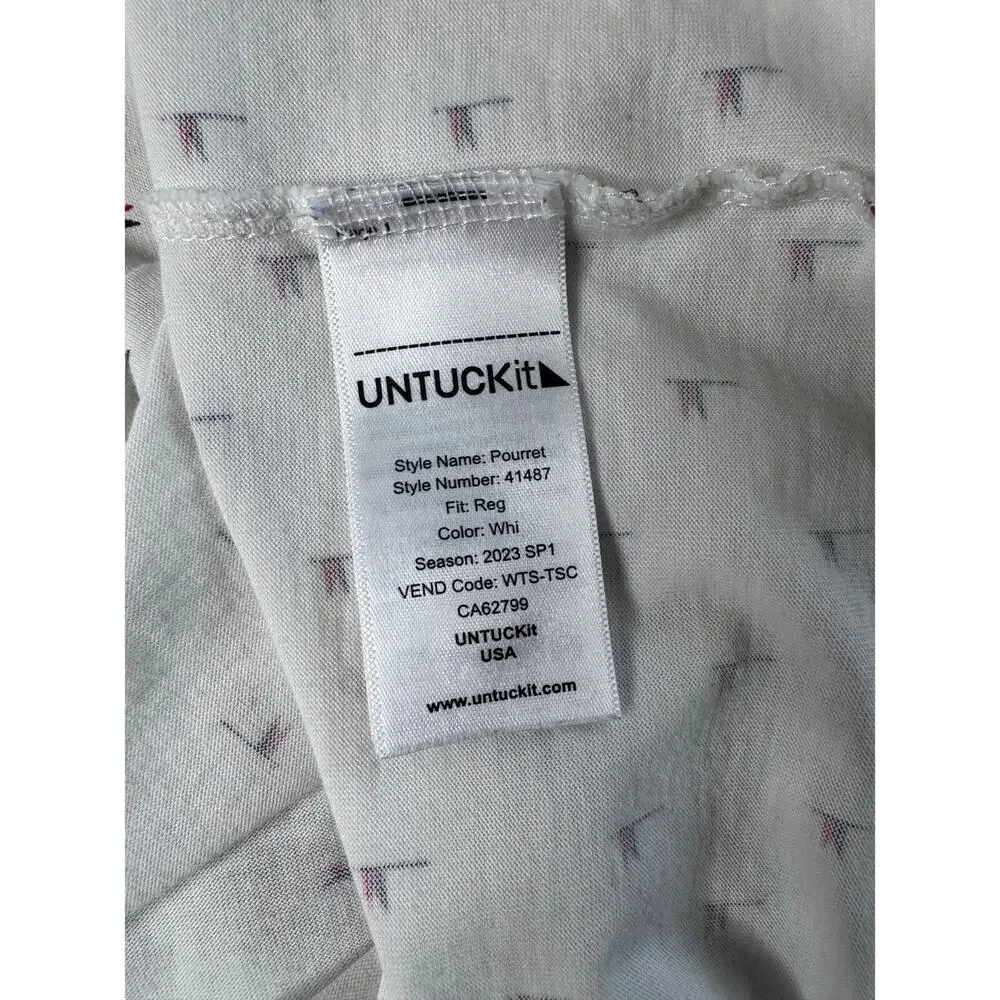 UNTUCKit
Style Name: Pourret
Style Number: 41487
Fit: Reg
Color: Whi
Season: 2023 SP1
VEND Code: WTS-TSC
CA62799
UNTUCKit
USA
www.untuckit.com